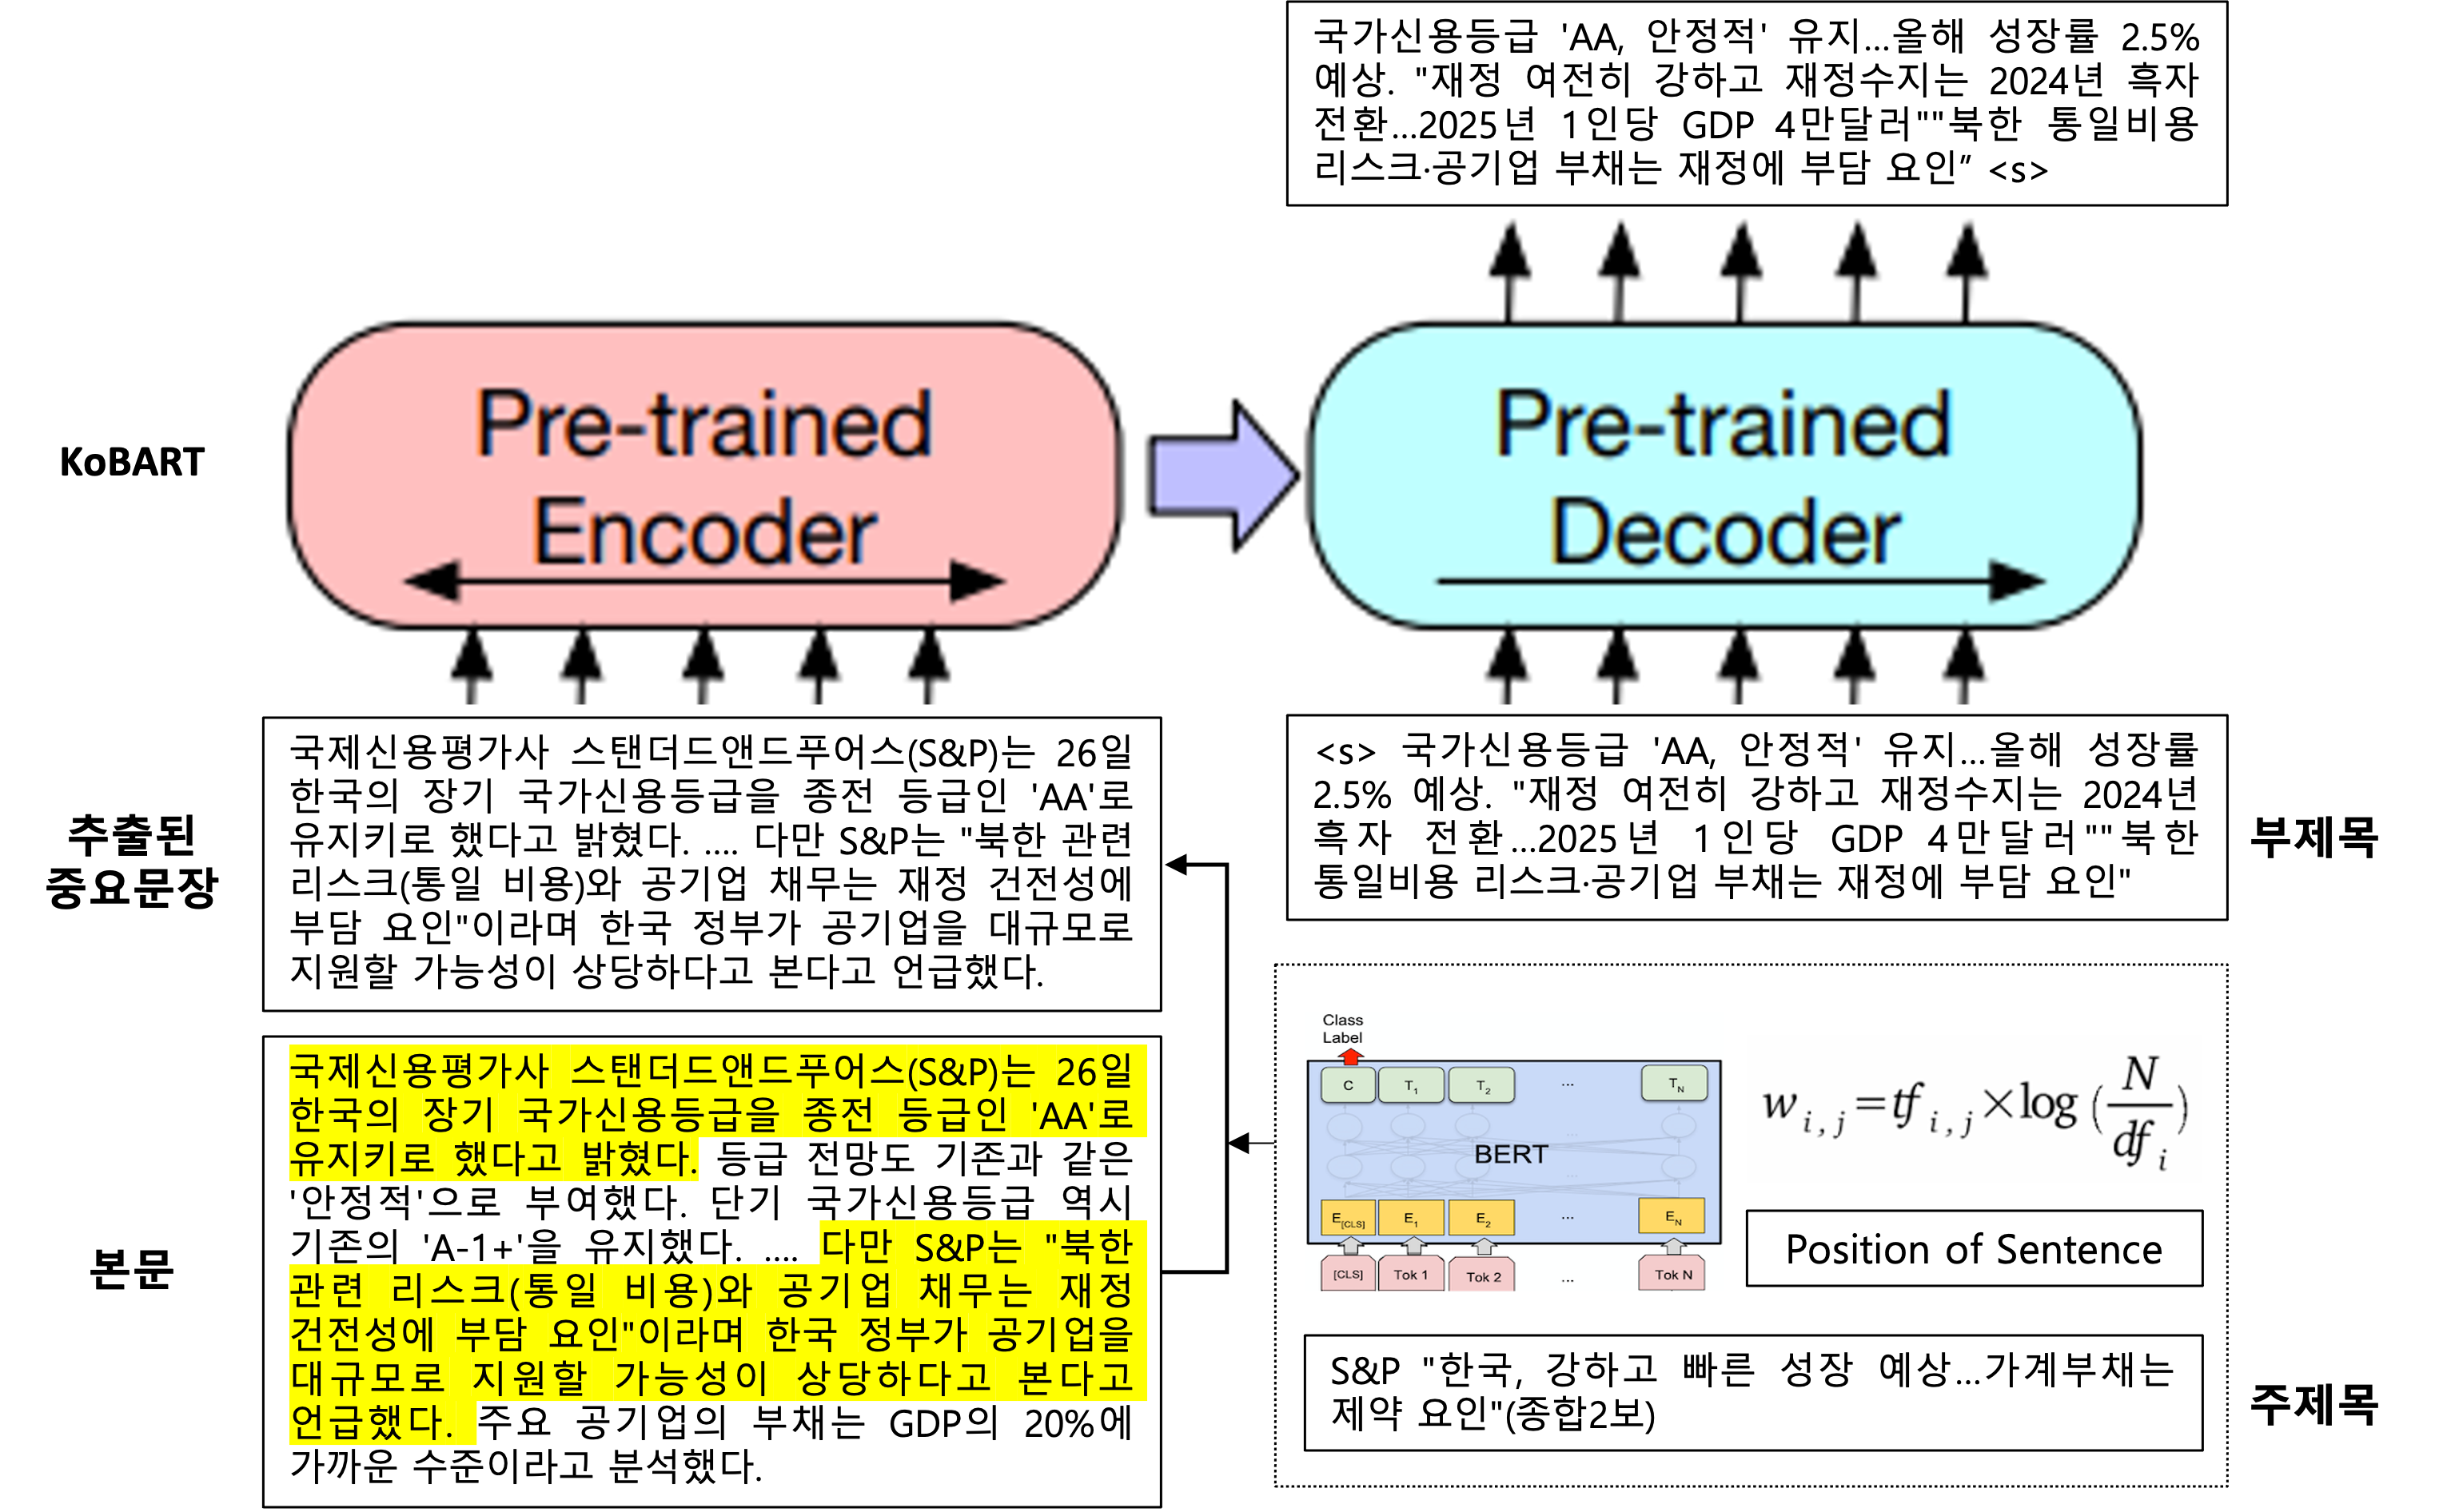 국가신용등급 'AA, 안정적' 유지...올해 성장률 2.5%
예상. "재정 여전히 강하고 재정수지는 2024년 흑자
전환...2025년 1인당 GDP 4만달러""북한 통일비용
리스크·공기업 부채는 재정에 부담 요인” <s>
KoBART
Pre-trained
Encoder
Pre-trained
Decoder
추출된
중요문장
국제신용평가사 스탠더드앤드푸어스(S&P)는 26일
한국의 장기 국가신용등급을 종전 등급인 'AA'로
유지키로 했다고 밝혔다. .... 다만 S&P는 "북한 관련
리스크(통일 비용)와 공기업 채무는 재정 건전성에
부담 요인"이라며 한국 정부가 공기업을 대규모로
지원할 가능성이 상당하다고 본다고 언급했다.
<s> 국가신용등급 'AA, 안정적' 유지...올해 성장률
2.5% 예상. "재정 여전히 강하고 재정수지는 2024년
흑자 전환...2025년 1인당 GDP 4만달러""북한
통일비용 리스크·공기업 부채는 재정에 부담 요인"
부제목
본문
국제신용평가사 스탠더드앤드푸어스(S&P)는 26일
한국의 장기 국가신용등급을 종전 등급인 'AA'로
유지키로 했다고 밝혔다. 등급 전망도 기존과 같은
'안정적'으로 부여했다. 단기 국가신용등급 역시
기존의 'A-1+'을 유지했다. .... 다만 S&P는 "북한
관련 리스크(통일 비용)와 공기업 채무는 재정
건전성에 부담 요인"이라며 한국 정부가 공기업을
대규모로 지원할 가능성이 상당하다고 본다고
언급했다. 주요 공기업의 부채는 GDP의 20%에
가까운 수준이라고 분석했다.
Class
Label
C T1 T2 ... TN
BERT
E[CLS] E1 E2 ... EN
[CLS] Tok 1 Tok 2 ... Tok N
w i, j = tf i, j × log (N / df i)
Position of Sentence
S&P "한국, 강하고 빠른 성장 예상...가계부채는
제약 요인"(종합2보)
주제목